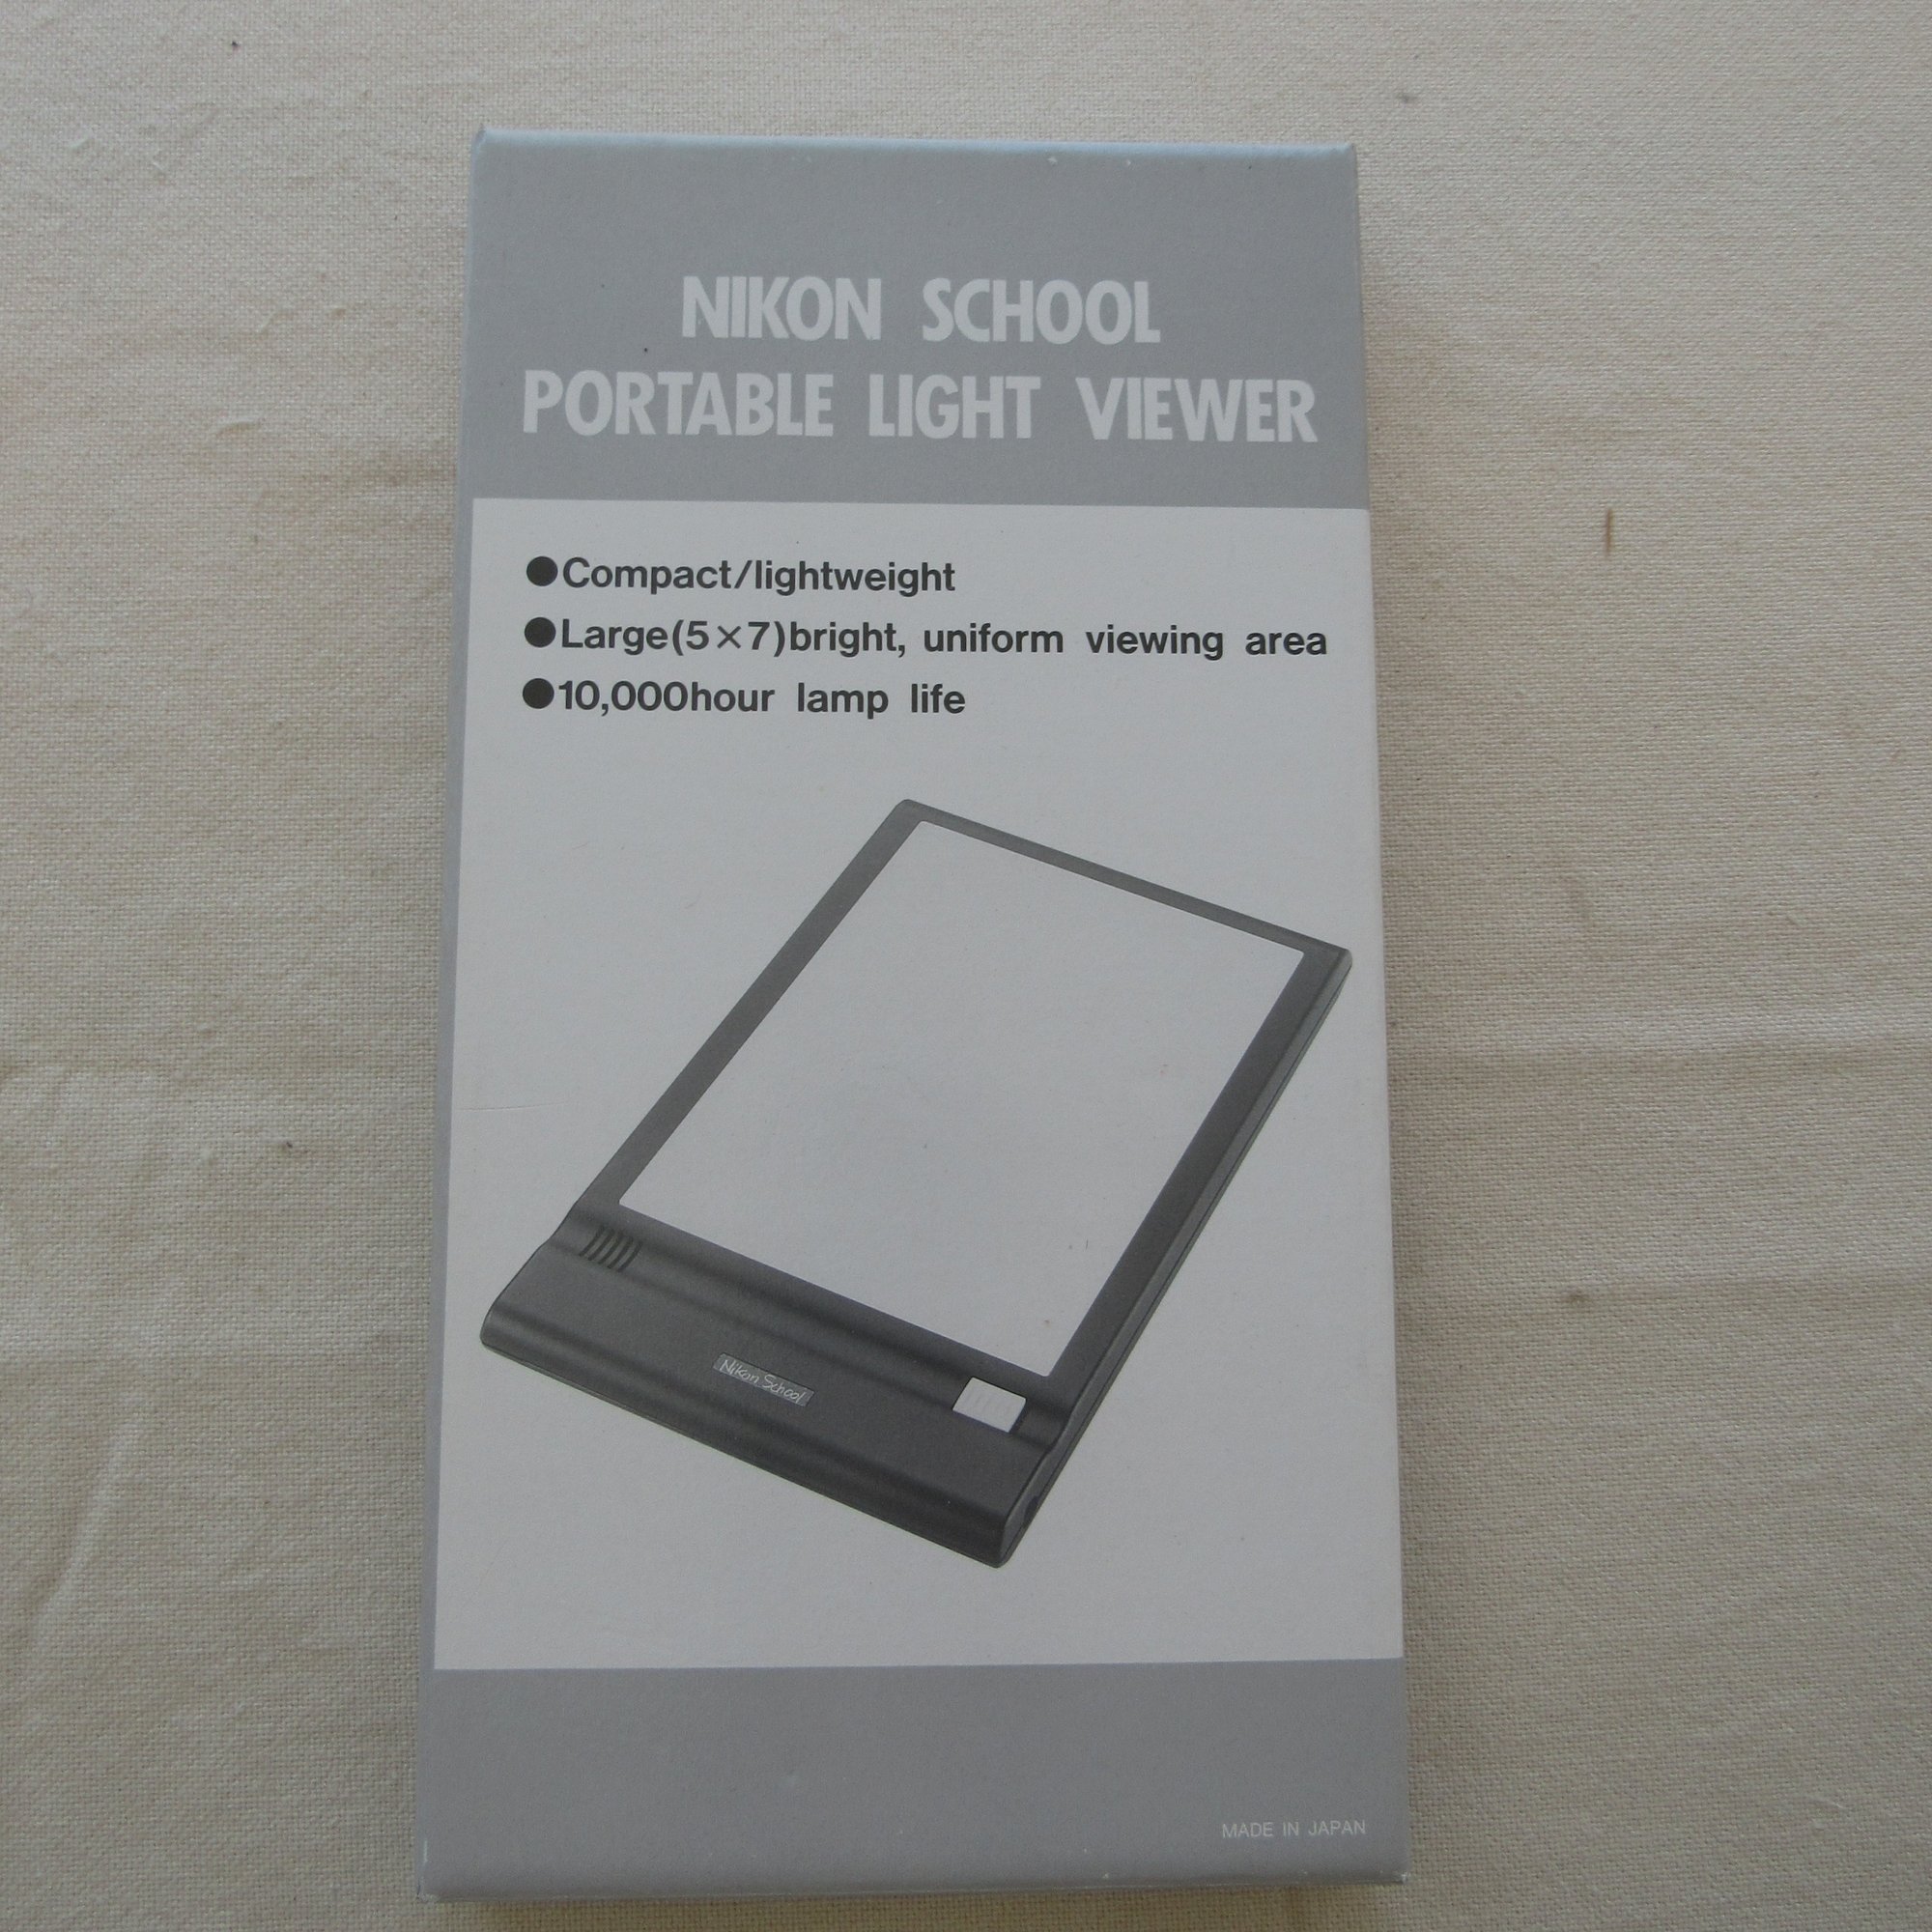 NIKON SCHOOL
PORTABLE LIGHT VIEWER
●Compact/lightweight
●Large(5×7)bright, uniform viewing area
●10,000hour lamp life
Nikon School
MADE IN JAPAN